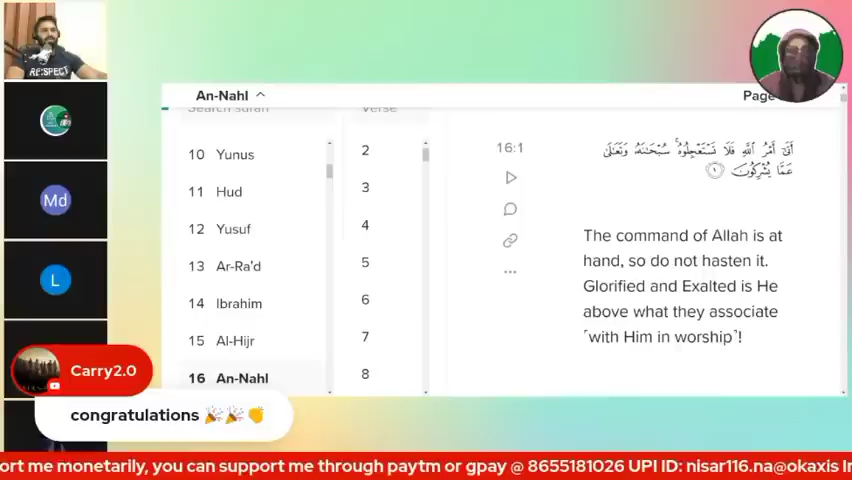 RE:SPECT
Md
L
An-Nahl
Search surah
Verse
Page
10 Yunus
11 Hud
12 Yusuf
13 Ar-Ra'd
14 Ibrahim
15 Al-Hijr
16 An-Nahl
2
3
4
5
6
7
8
16:1
أَتَىٰٓ أَمْرُ ٱللَّهِ فَلَا تَسْتَعْجِلُوهُ ۚ سُبْحَـٰنَهُۥ وَتَعَـٰلَىٰ
عَمَّا يُشْرِكُونَ ١
The command of Allah is at
hand, so do not hasten it.
Glorified and Exalted is He
above what they associate
˹with Him in worship˺!
Carry2.0
congratulations 🎉🎉👏
ort me monetarily, you can support me through paytm or gpay @ 8655181026 UPI ID: nisar116.na@okaxis In